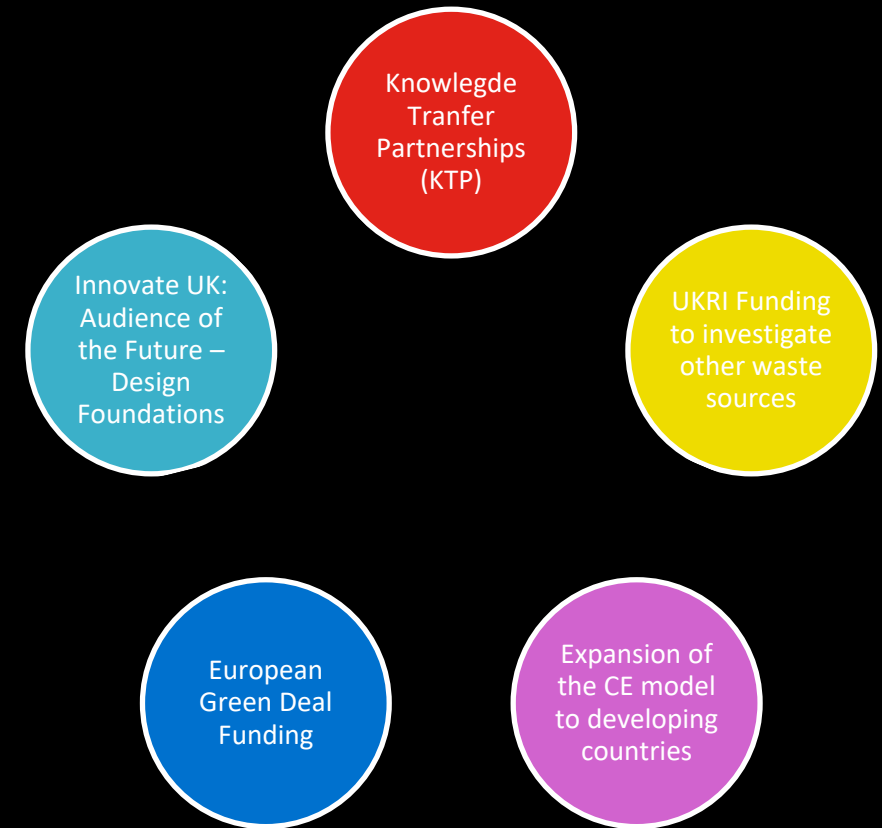 Knowlegde
Tranfer
Partnerships
(KTP)
Innovate UK:
Audience of
the Future –
Design
Foundations
UKRI Funding
to investigate
other waste
sources
European
Green Deal
Funding
Expansion of
the CE model
to developing
countries